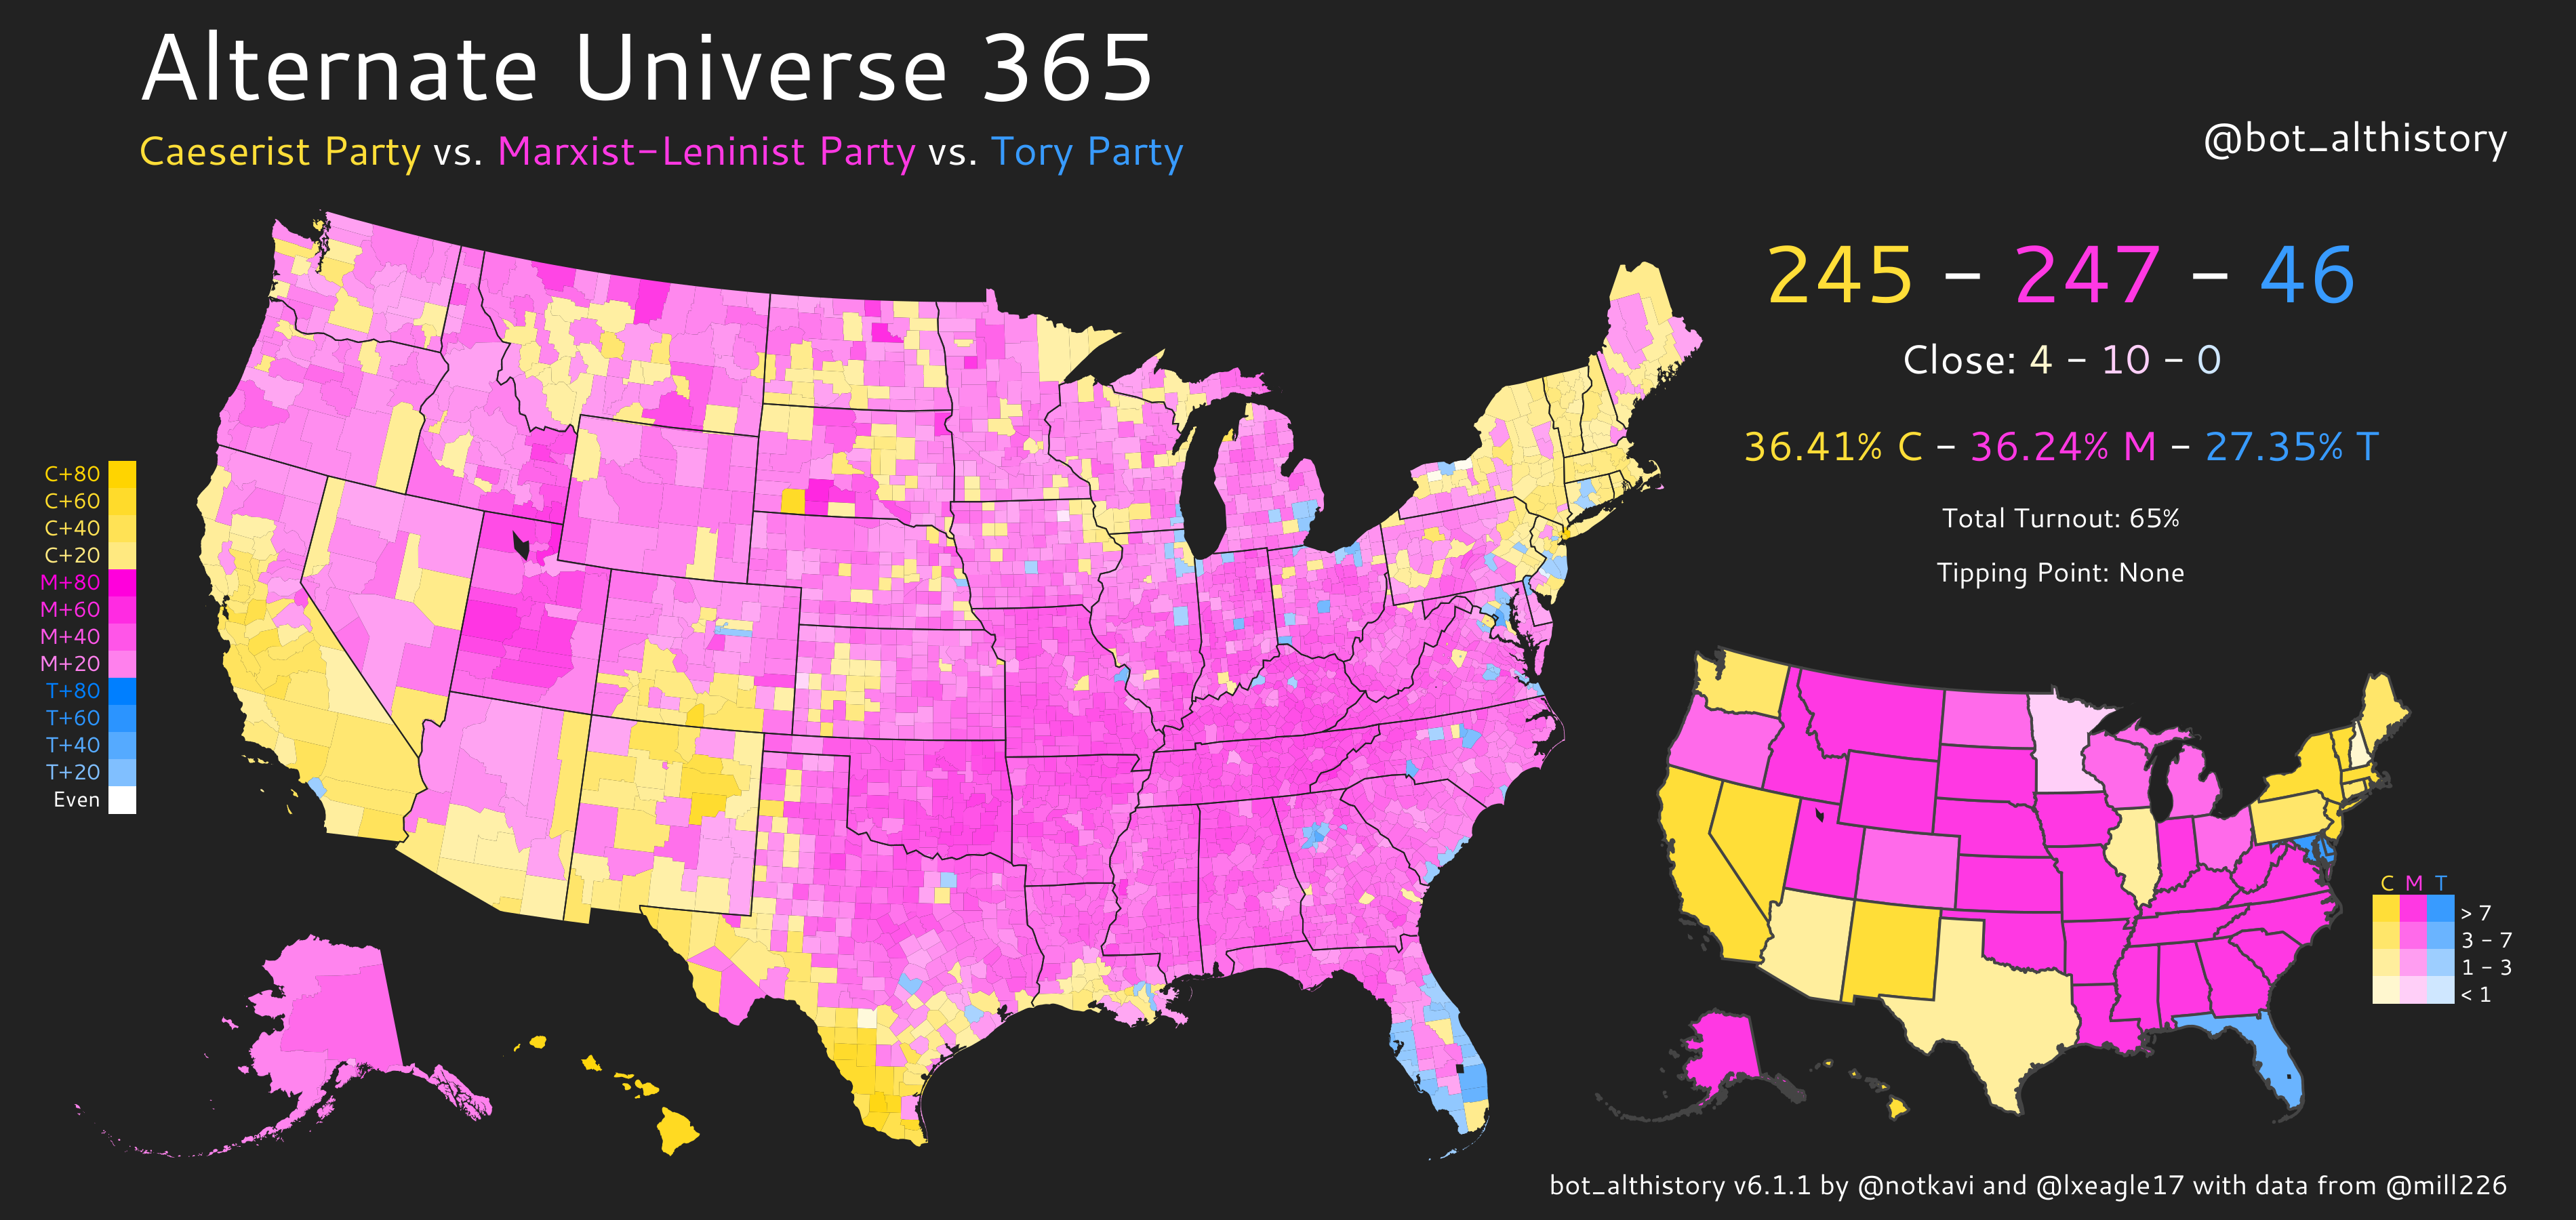 Alternate Universe 365
Caeserist Party vs. Marxist-Leninist Party vs. Tory Party
@bot_althistory
245 - 247 - 46
Close: 4 - 10 - 0
36.41% C - 36.24% M - 27.35% T
Total Turnout: 65%
Tipping Point: None
C+80
C+60
C+40
C+20
M+80
M+60
M+40
M+20
T+80
T+60
T+40
T+20
Even
C M T
> 7
3 - 7
1 - 3
< 1
bot_althistory v6.1.1 by @notkavi and @lxeagle17 with data from @mill226